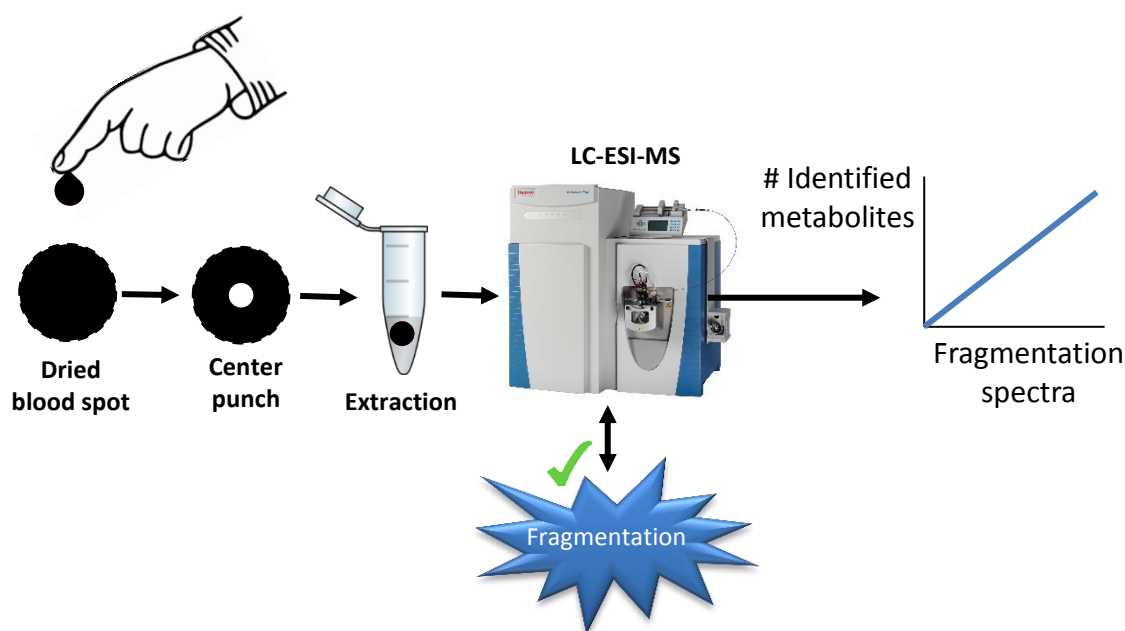 LC-ESI-MS
# Identified
metabolites
Dried
blood spot
Center
punch
Extraction
Fragmentation
spectra
Fragmentation